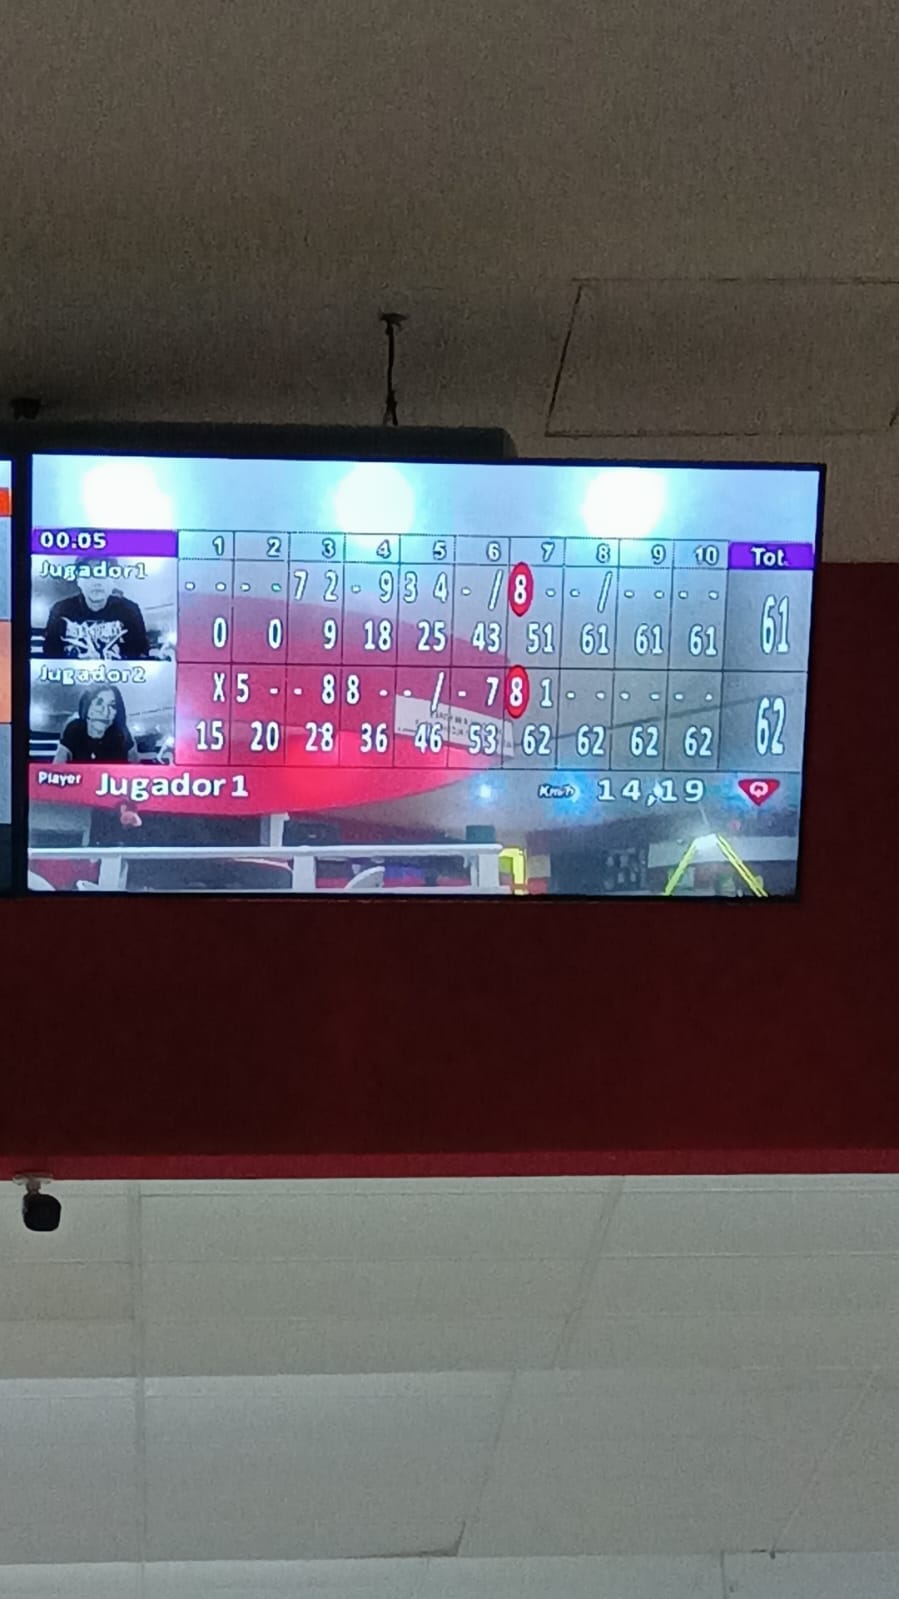 00:05 1 2 3 4 5 6 7 8 9 10 Tot.
Jugador1
- - - - 7 2 - 9 3 4 - / 8 - - / - - - -
0 0 9 18 25 43 51 61 61 61 61
Jugador2
X 5 - - 8 8 - - / - 7 8 1 - - - - - -
15 20 28 36 46 53 62 62 62 62 62
Player Jugador1 Km/h 14,19